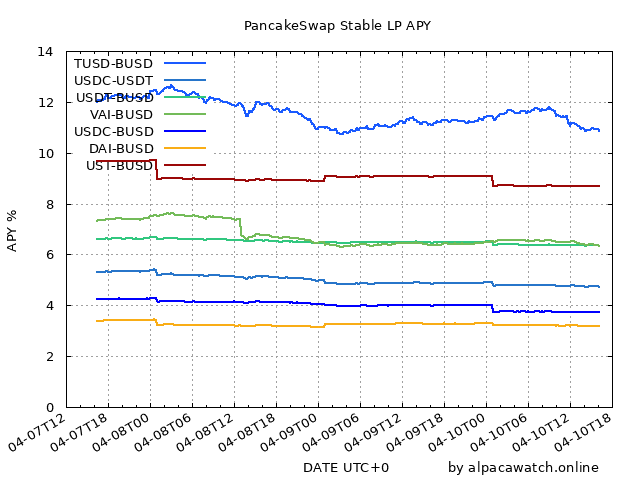 PancakeSwap Stable LP APY
14
12
10
8
6
4
2
0
APY %
TUSD-BUSD
USDC-USDT
USDT-BUSD
VAI-BUSD
USDC-BUSD
DAI-BUSD
UST-BUSD
04-07T12
04-07T18
04-08T00
04-08T06
04-08T12
04-08T18
04-09T00
04-09T06
04-09T12
04-09T18
04-10T00
04-10T06
04-10T12
04-10T18
DATE UTC+0
by alpacawatch.online